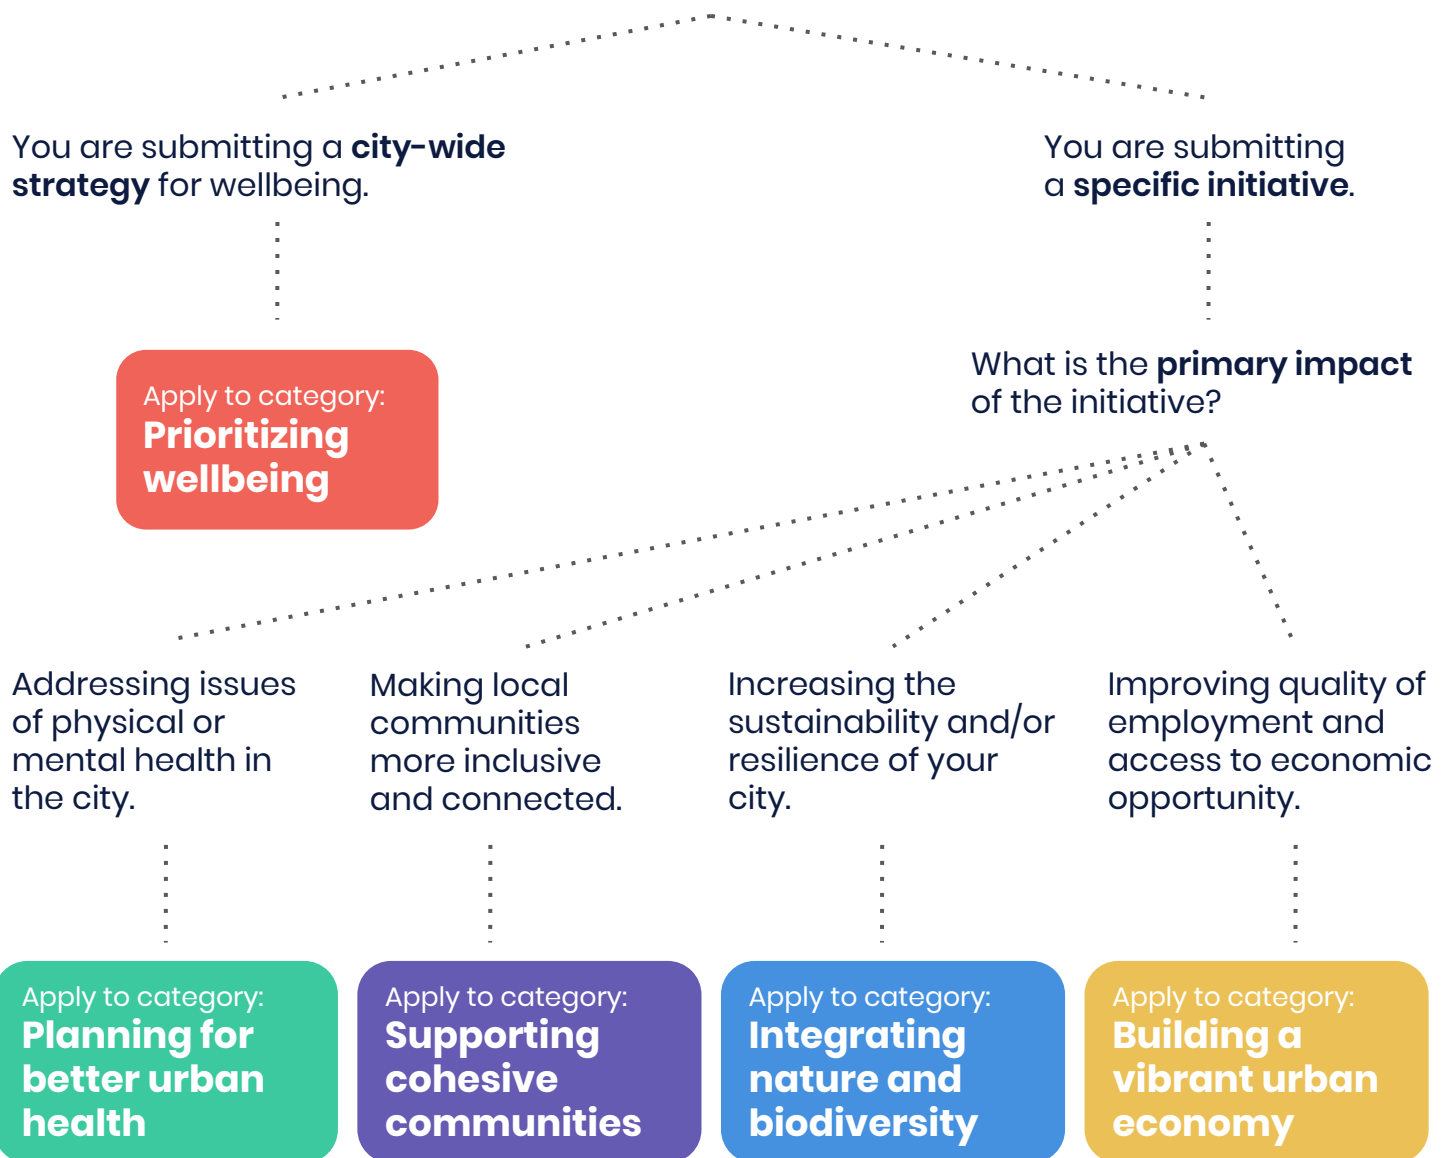 You are submitting a city-wide
strategy for wellbeing.
You are submitting
a specific initiative.
Apply to category:
Prioritizing
wellbeing
What is the primary impact
of the initiative?
Addressing issues
of physical or
mental health in
the city.
Making local
communities
more inclusive
and connected.
Increasing the
sustainability and/or
resilience of your
city.
Improving quality of
employment and
access to economic
opportunity.
Apply to category:
Planning for
better urban
health
Apply to category:
Supporting
cohesive
communities
Apply to category:
Integrating
nature and
biodiversity
Apply to category:
Building a
vibrant urban
economy